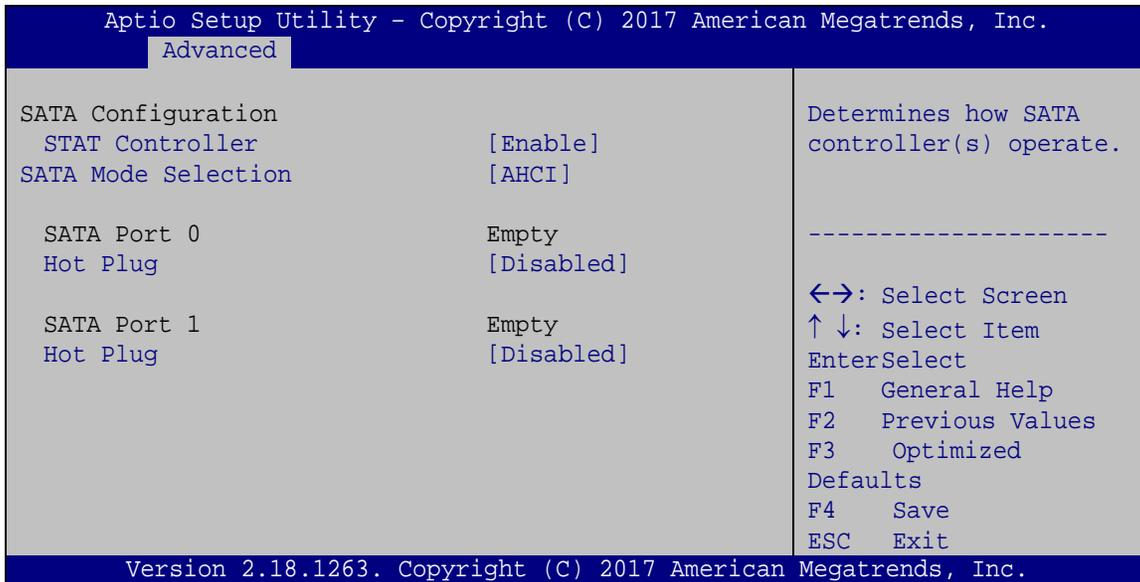 Aptio Setup Utility – Copyright (C) 2017 American Megatrends, Inc.
Advanced
SATA Configuration
STAT Controller [Enable]
SATA Mode Selection [AHCI]
SATA Port 0 Empty
Hot Plug [Disabled]
SATA Port 1 Empty
Hot Plug [Disabled]
Determines how SATA
controller(s) operate.
---------------------
←→: Select Screen
↑ ↓: Select Item
EnterSelect
F1 General Help
F2 Previous Values
F3 Optimized
Defaults
F4 Save
ESC Exit
Version 2.18.1263. Copyright (C) 2017 American Megatrends, Inc.